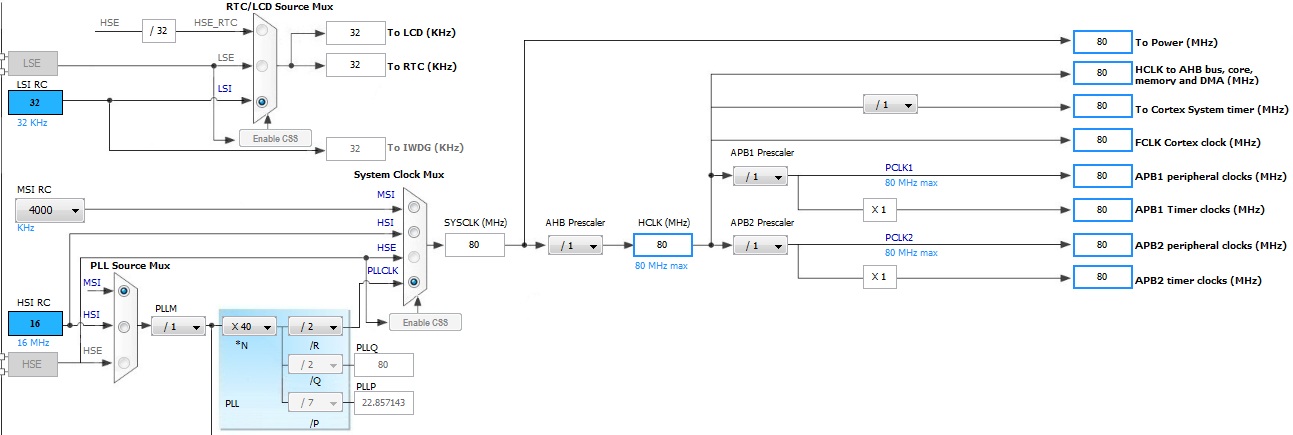 RTC/LCD Source Mux
HSE
/ 32
HSE_RTC
32
To LCD (KHz)
LSE
LSE
32
To RTC (KHz)
LSI RC
32
32 KHz
LSI
Enable CSS
32
To IWDG (KHz)
System Clock Mux
MSI RC
4000
KHz
MSI
HSI
HSE
PLLCLK
Enable CSS
SYSCLK (MHz)
80
AHB Prescaler
/ 1
HCLK (MHz)
80
80 MHz max
80
To Power (MHz)
80
HCLK to AHB bus, core,
memory and DMA (MHz)
/ 1
80
To Cortex System timer (MHz)
80
FCLK Cortex clock (MHz)
APB1 Prescaler
/ 1
PCLK1
80 MHz max
80
APB1 peripheral clocks (MHz)
X 1
80
APB1 Timer clocks (MHz)
APB2 Prescaler
/ 1
PCLK2
80 MHz max
80
APB2 peripheral clocks (MHz)
X 1
80
APB2 timer clocks (MHz)
PLL Source Mux
MSI
HSI RC
16
16 MHz
HSI
HSE
HSE
PLLM
/ 1
X 40
*N
/ 2
/R
PLLQ
/ 2
80
/Q
PLLP
PLL
/ 7
22.857143
/P